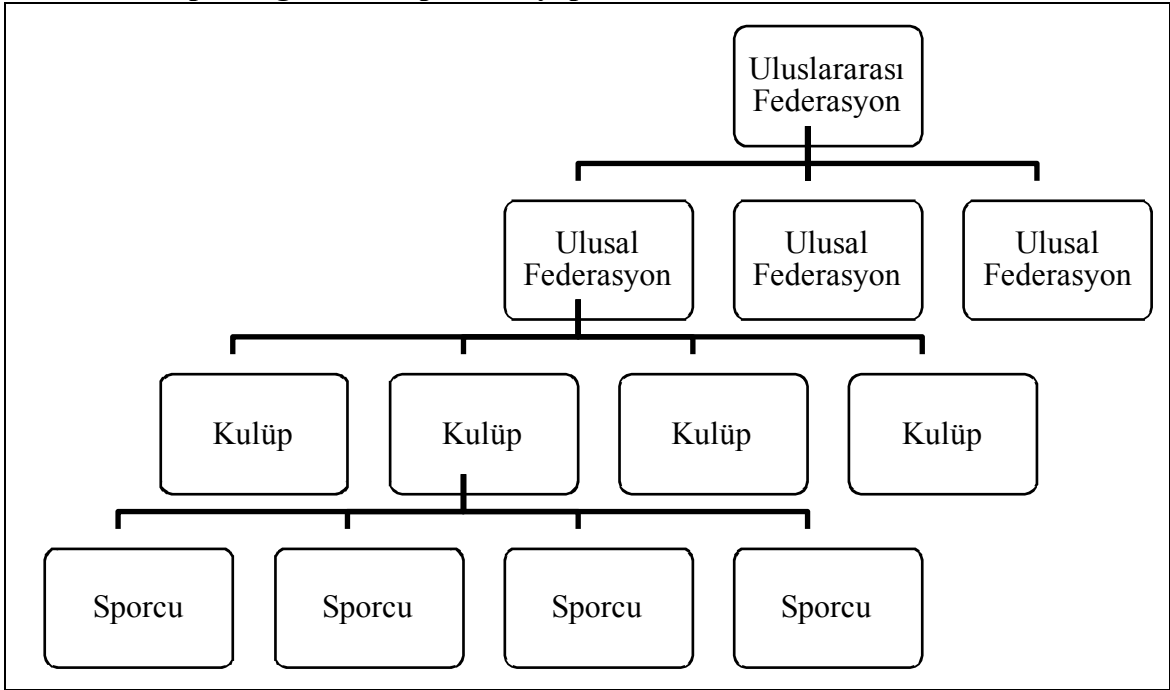 Uluslararası
Federasyon
Ulusal
Federasyon
Ulusal
Federasyon
Ulusal
Federasyon
Kulüp
Kulüp
Kulüp
Kulüp
Sporcu
Sporcu
Sporcu
Sporcu